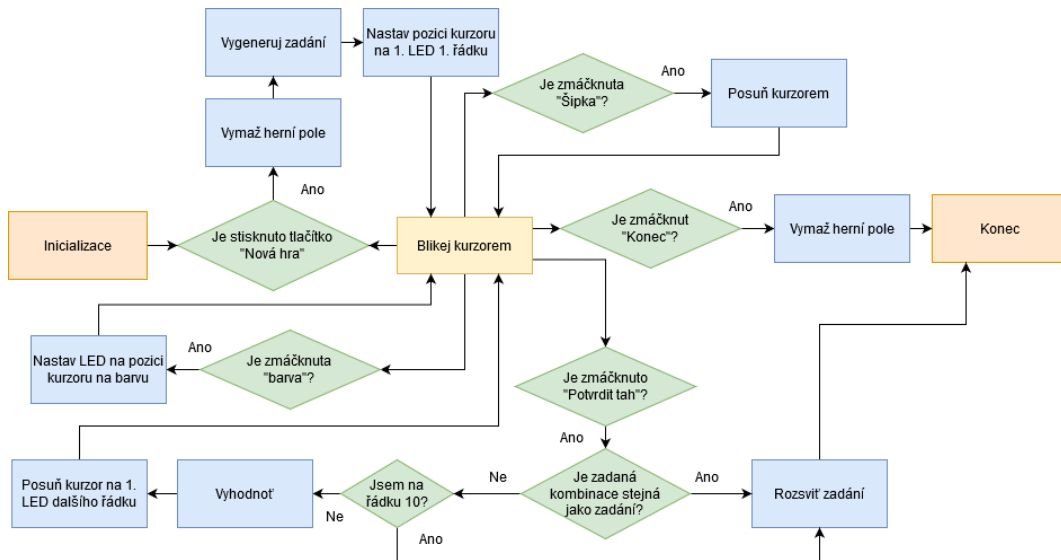 Vygeneruj zadání
Nastav pozici kurzoru
na 1. LED 1. řádku
Je zmáčknuta
"Šipka"?
Ano
Posuň kurzorem
Vymaž herní pole
Ano
Inicializace
Je stisknuto tlačítko
"Nová hra"
Blikej kurzorem
Je zmáčknut
"Konec"?
Ano
Vymaž herní pole
Konec
Nastav LED na pozici
kurzoru na barvu
Ano
Je zmáčknuta
"barva"?
Je zmáčknuto
"Potvrdit tah"?
Ano
Posuň kurzor na 1.
LED dalšího řádku
Vyhodnoť
Ne
Jsem na
řádku 10?
Ano
Ne
Je zadaná
kombinace stejná
jako zadání?
Ano
Rozsviť zadání